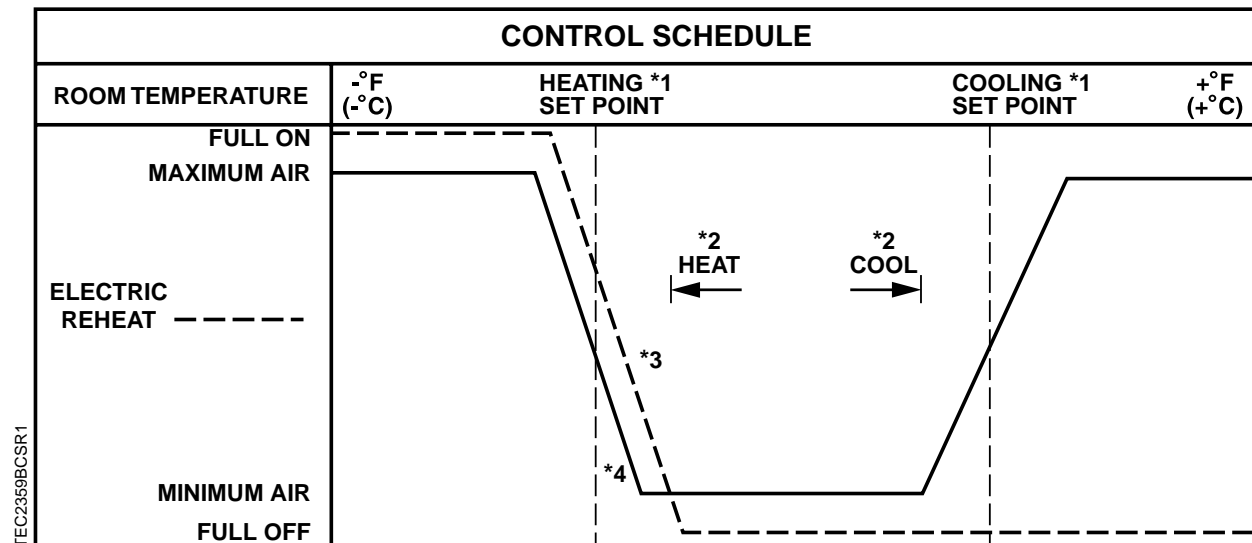 CONTROL SCHEDULE
ROOM TEMPERATURE
-°F
(-°C)
HEATING *1
SET POINT
COOLING *1
SET POINT
+°F
(+°C)
FULL ON
MAXIMUM AIR
*2
HEAT
*2
COOL
ELECTRIC
REHEAT
*3
*4
MINIMUM AIR
FULL OFF
TEC2359BCSR1